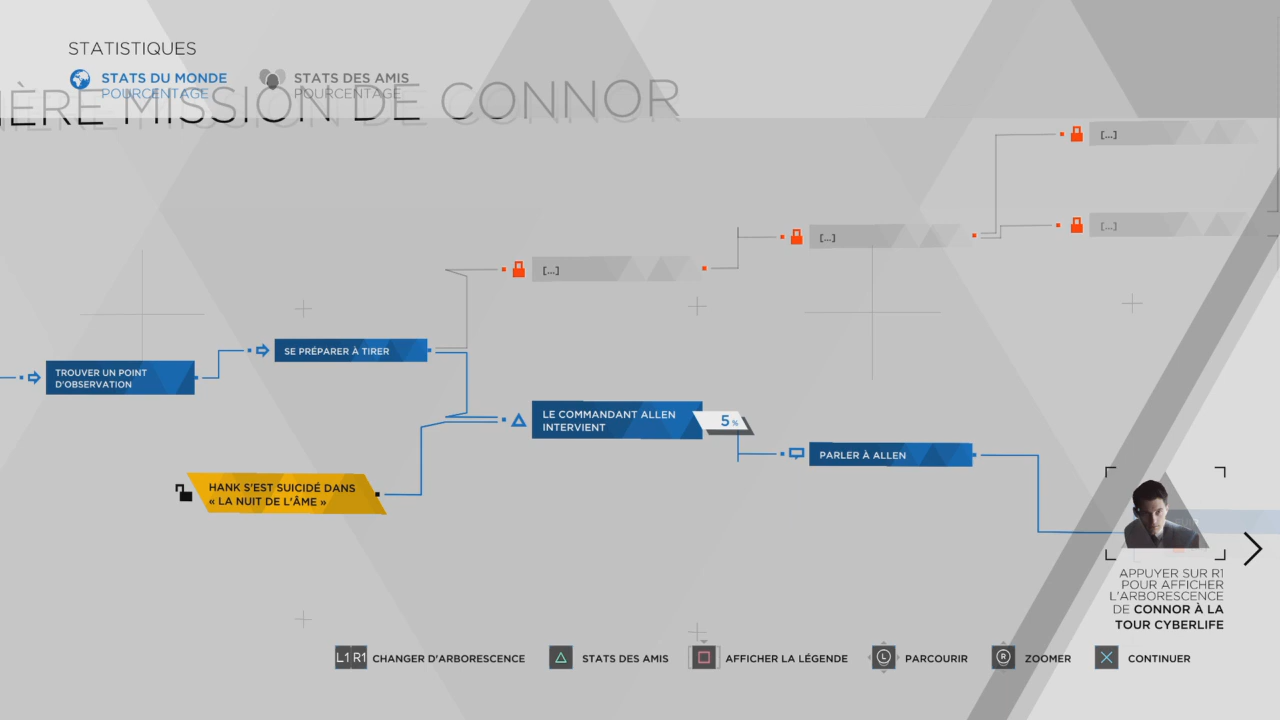 STATISTIQUES
STATS DU MONDE
POURCENTAGE
STATS DES AMIS
POURCENTAGE
MISSION DE CONNOR
[...]
[...]
[...]
[...]
SE PRÉPARER À TIRER
TROUVER UN POINT
D'OBSERVATION
LE COMMANDANT ALLEN
INTERVIENT
5 %
PARLER À ALLEN
HANK S'EST SUICIDÉ DANS
« LA NUIT DE L'ÂME »
APPUYER SUR R1
POUR AFFICHER
L'ARBORESCENCE
DE CONNOR À LA
TOUR CYBERLIFE
L1 R1 CHANGER D'ARBORESCENCE
STATS DES AMIS
AFFICHER LA LÉGENDE
L PARCOURIR
R ZOOMER
CONTINUER